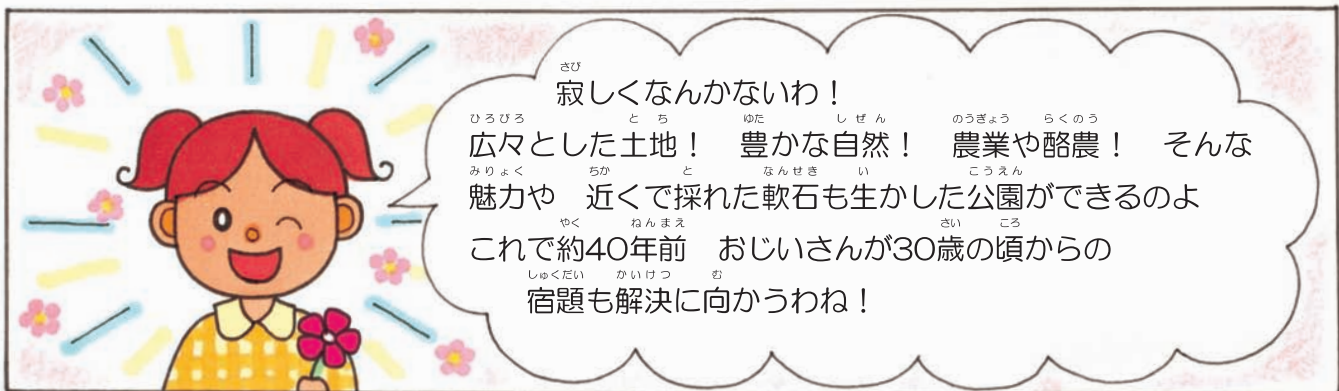 寂しくなんかないわ！
広々とした土地！　豊かな自然！　農業や酪農！　そんな
魅力や　近くで採れた軟石も生かした公園ができるのよ
これで約40年前　おじいさんが30歳の頃からの
宿題も解決に向かうわね！